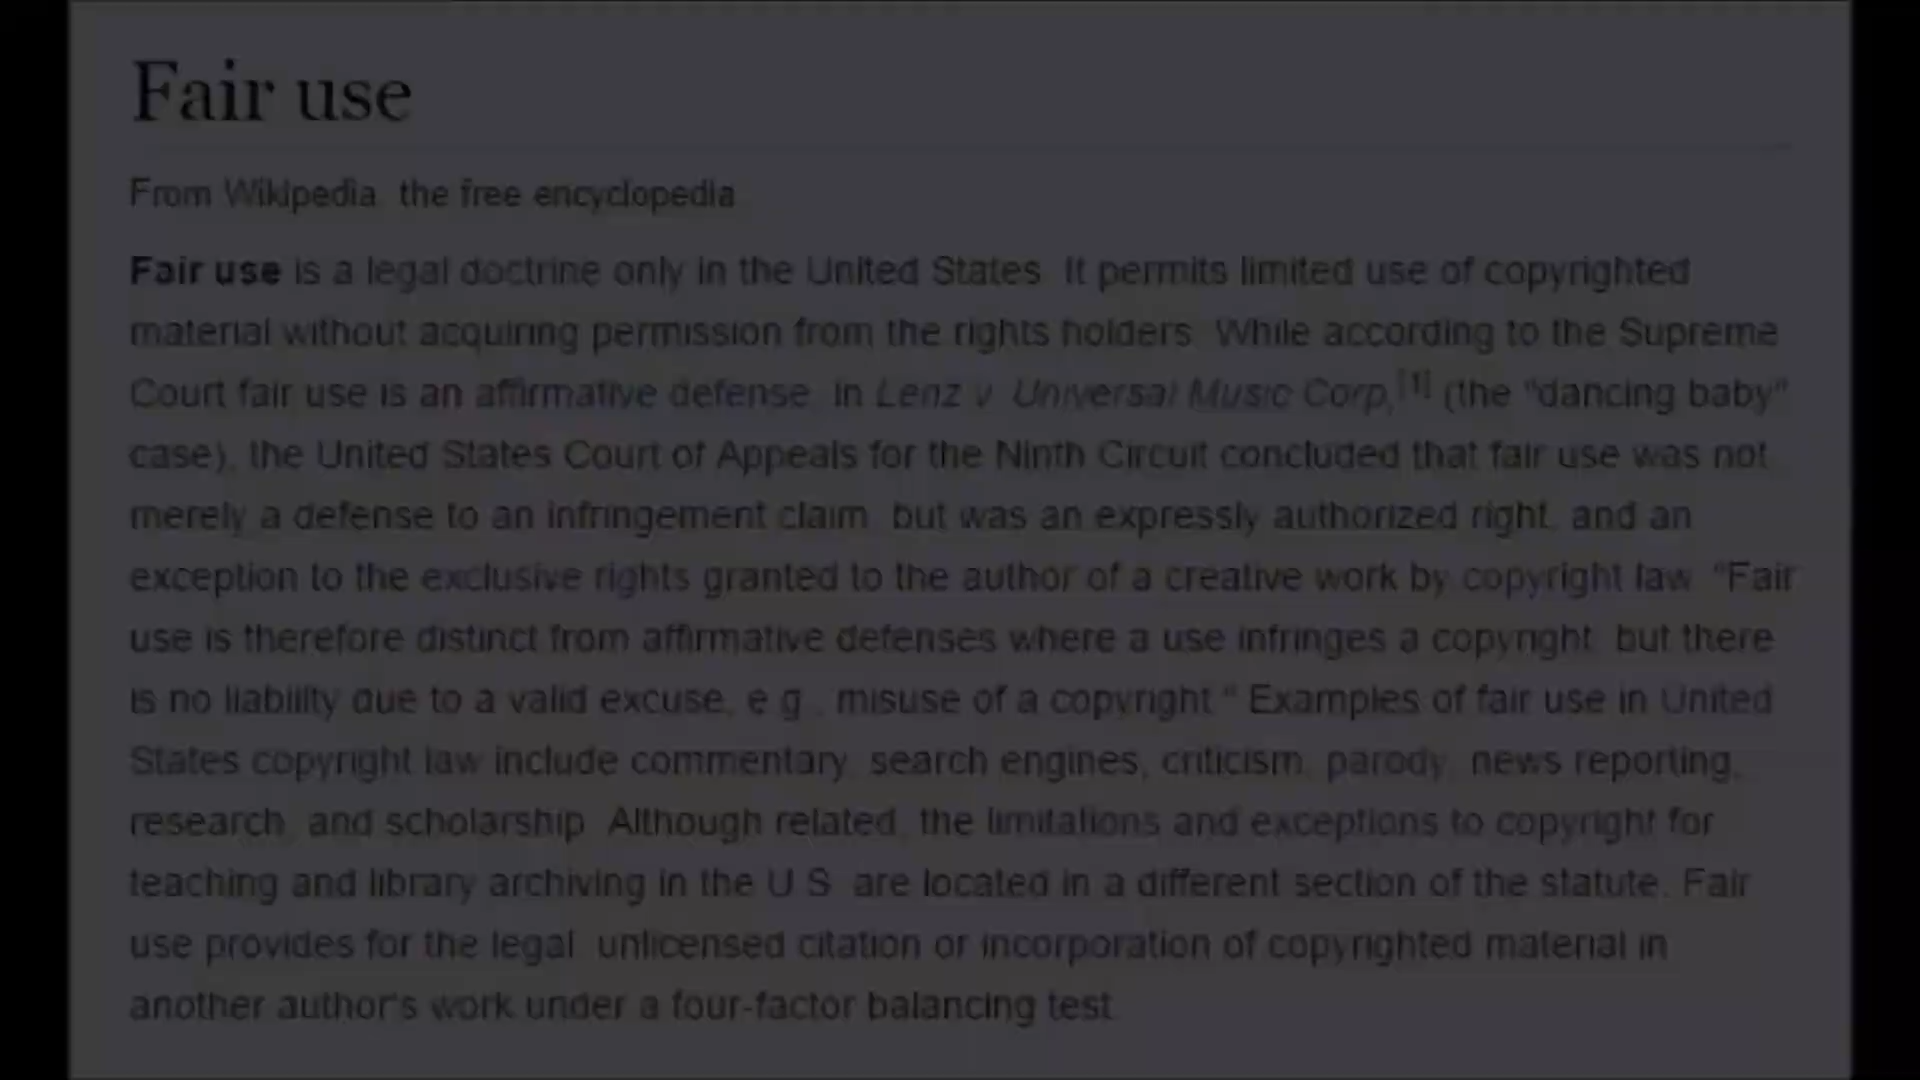 Fair use
From Wikipedia, the free encyclopedia
Fair use is a legal doctrine only in the United States. It permits limited use of copyrighted
material without acquiring permission from the rights holders. While according to the Supreme
Court fair use is an affirmative defense, in Lenz v. Universal Music Corp,[1] (the "dancing baby"
case), the United States Court of Appeals for the Ninth Circuit concluded that fair use was not
merely a defense to an infringement claim, but was an expressly authorized right, and an
exception to the exclusive rights granted to the author of a creative work by copyright law. "Fair
use is therefore distinct from affirmative defenses where a use infringes a copyright, but there
is no liability due to a valid excuse, e.g., misuse of a copyright." Examples of fair use in United
States copyright law include commentary, search engines, criticism, parody, news reporting,
research, and scholarship. Although related, the limitations and exceptions to copyright for
teaching and library archiving in the U.S. are located in a different section of the statute. Fair
use provides for the legal, unlicensed citation or incorporation of copyrighted material in
another author's work under a four-factor balancing test.